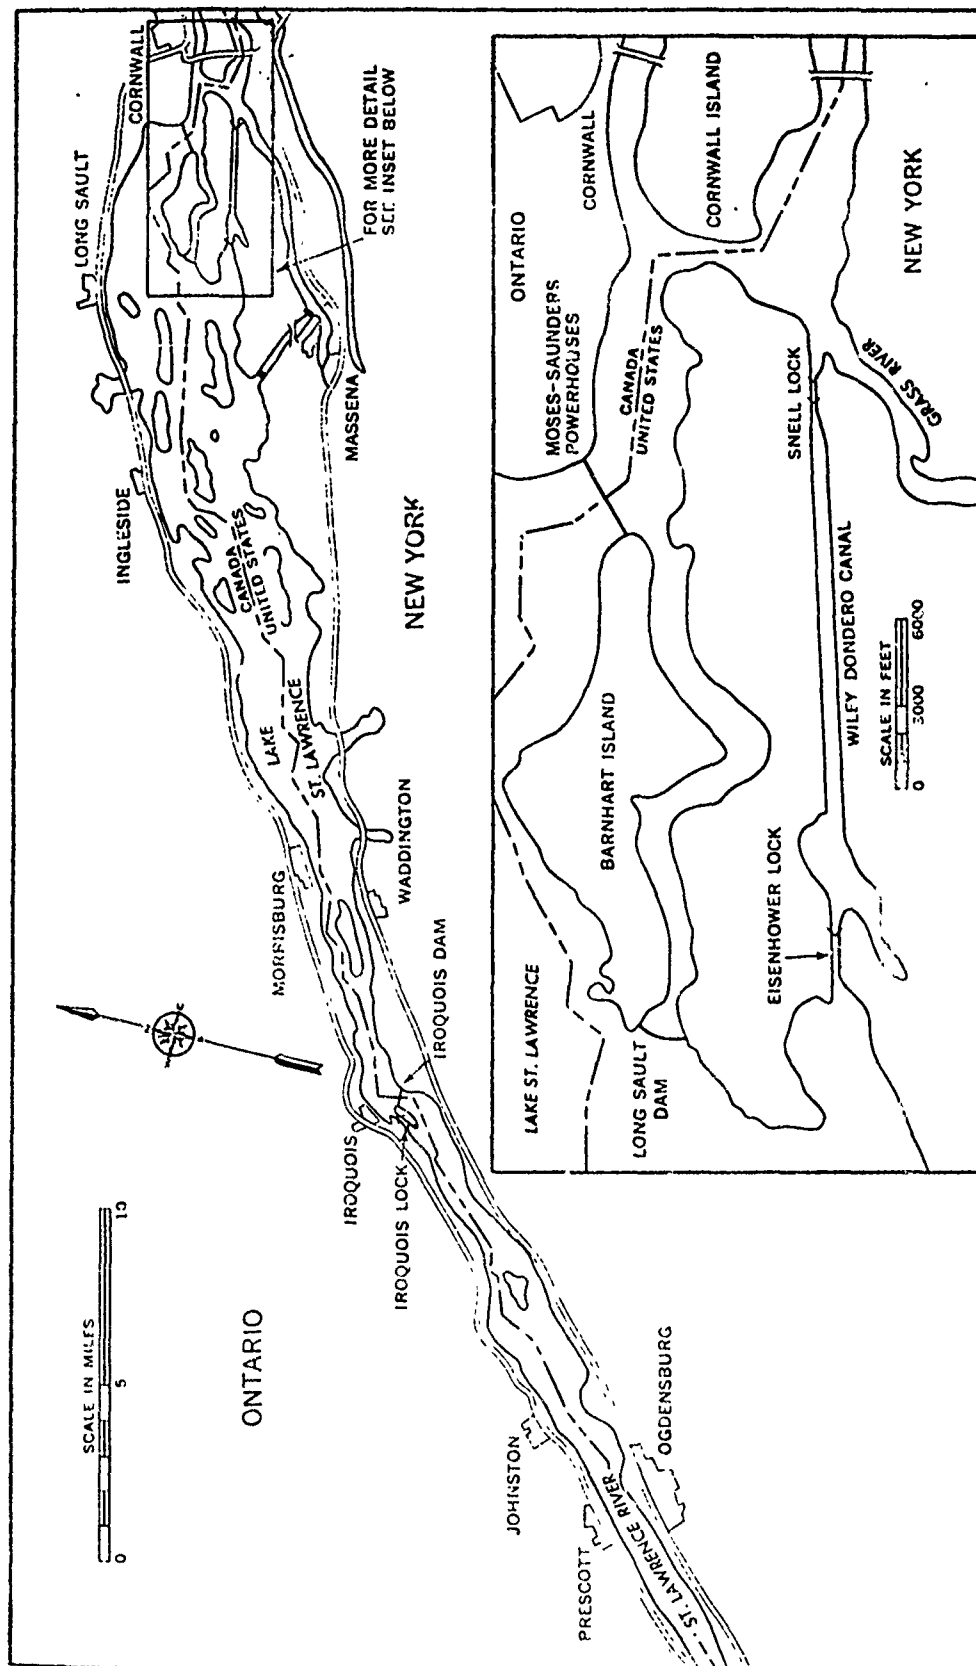 SCALE IN MILES
0 5 10
ONTARIO
PRESCOTT
JOHNSTON
OGDENSBURG
ST. LAWRENCE RIVER
IROQUOIS
IROQUOIS LOCK
IROQUOIS DAM
MORRISBURG
WADDINGTON
LAKE
ST. LAWRENCE
CANADA
UNITED STATES
INGLESIDE
NEW YORK
MASSENA
LONG SAULT
CORNWALL
FOR MORE DETAIL
SEE INSET BELOW
LAKE ST. LAWRENCE
LONG SAULT
DAM
BARNHART ISLAND
MOSES-SAUNDERS
POWERHOUSES
ONTARIO
CANADA
UNITED STATES
CORNWALL
CORNWALL ISLAND
EISENHOWER LOCK
SNELL LOCK
GRASS RIVER
NEW YORK
WILEY DONDERO CANAL
SCALE IN FEET
0 3000 6000